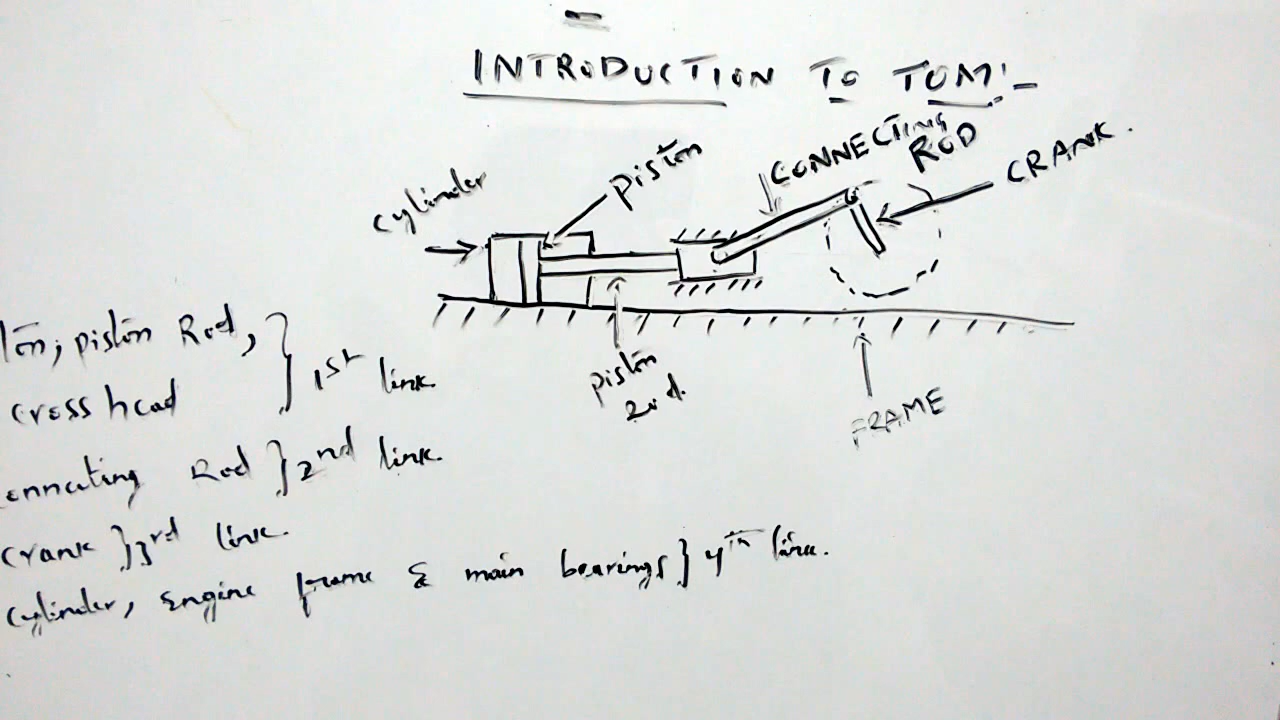 INTRODUCTION TO TOM:-
CONNECTING
ROD
CRANK.
piston
cylinder
piston
rod.
FRAME
ton, piston Rod,
cross head } 1st link.
onnecting Rod } 2nd link.
crank } 3rd link.
cylinder, Engine frame & main bearings } 4th link.